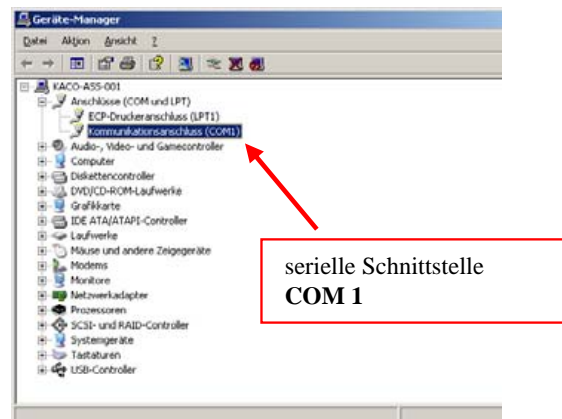 Geräte-Manager
Datei Aktion Ansicht ?
KACO-ASS-001
Anschlüsse (COM und LPT)
ECP-Druckeranschluss (LPT1)
Kommunikationsanschluss (COM1)
Audio-, Video- und Gamecontroller
Computer
Diskettencontroller
DVD/CD-ROM-Laufwerke
Grafikkarte
IDE ATA/ATAPI-Controller
Laufwerke
Mäuse und andere Zeigegeräte
Modems
Monitore
Netzwerkadapter
Prozessoren
SCSI- und RAID-Controller
Systemgeräte
Tastaturen
USB-Controller
serielle Schnittstelle
COM 1